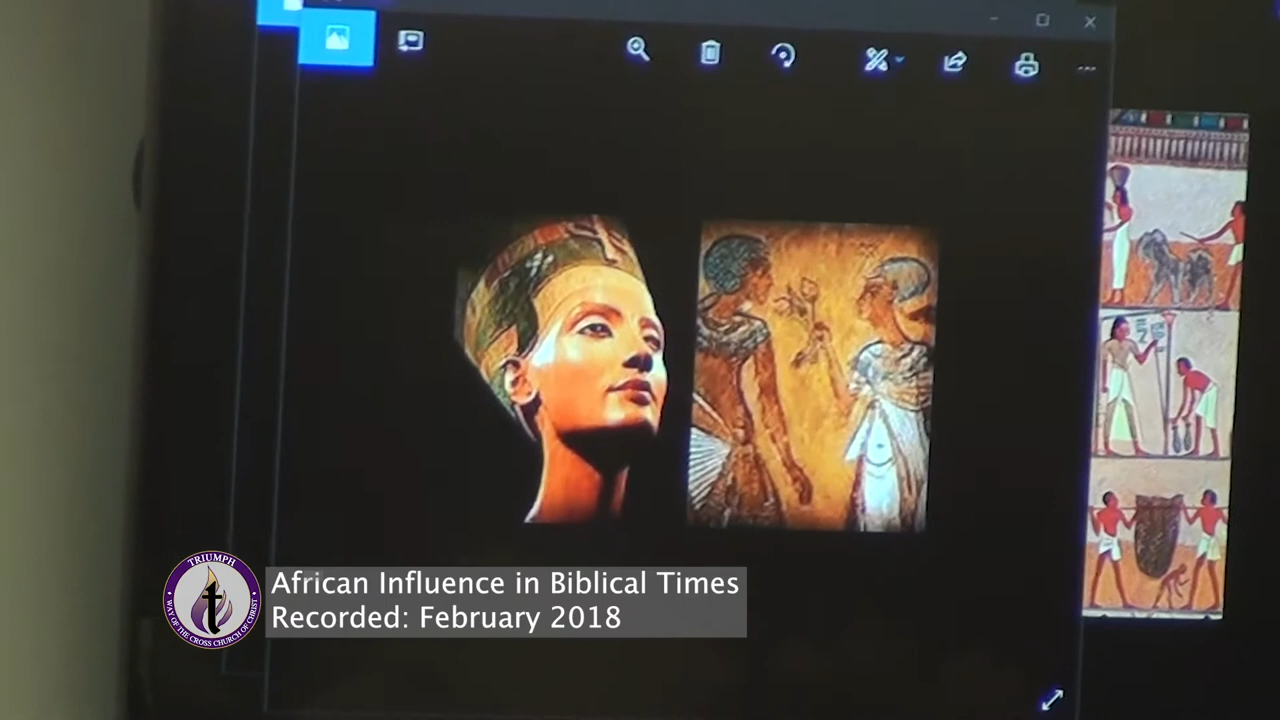 TRIUMPH
WAY OF THE CROSS CHURCH OF CHRIST
African Influence in Biblical Times
Recorded: February 2018